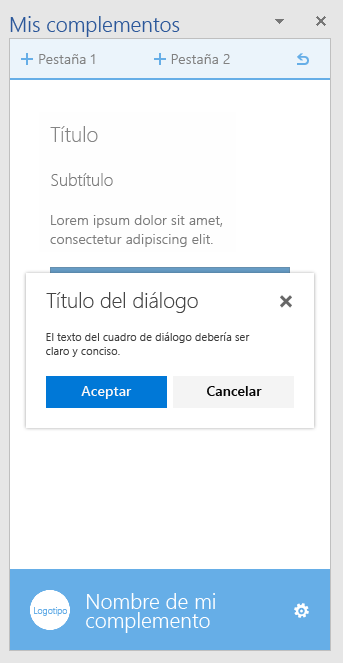 Mis complementos
Pestaña 1
Pestaña 2
Título
Subtítulo
Lorem ipsum dolor sit amet,
consectetur adipiscing elit.
Título del diálogo
El texto del cuadro de diálogo debería ser
claro y conciso.
Aceptar
Cancelar
Logotipo
Nombre de mi
complemento